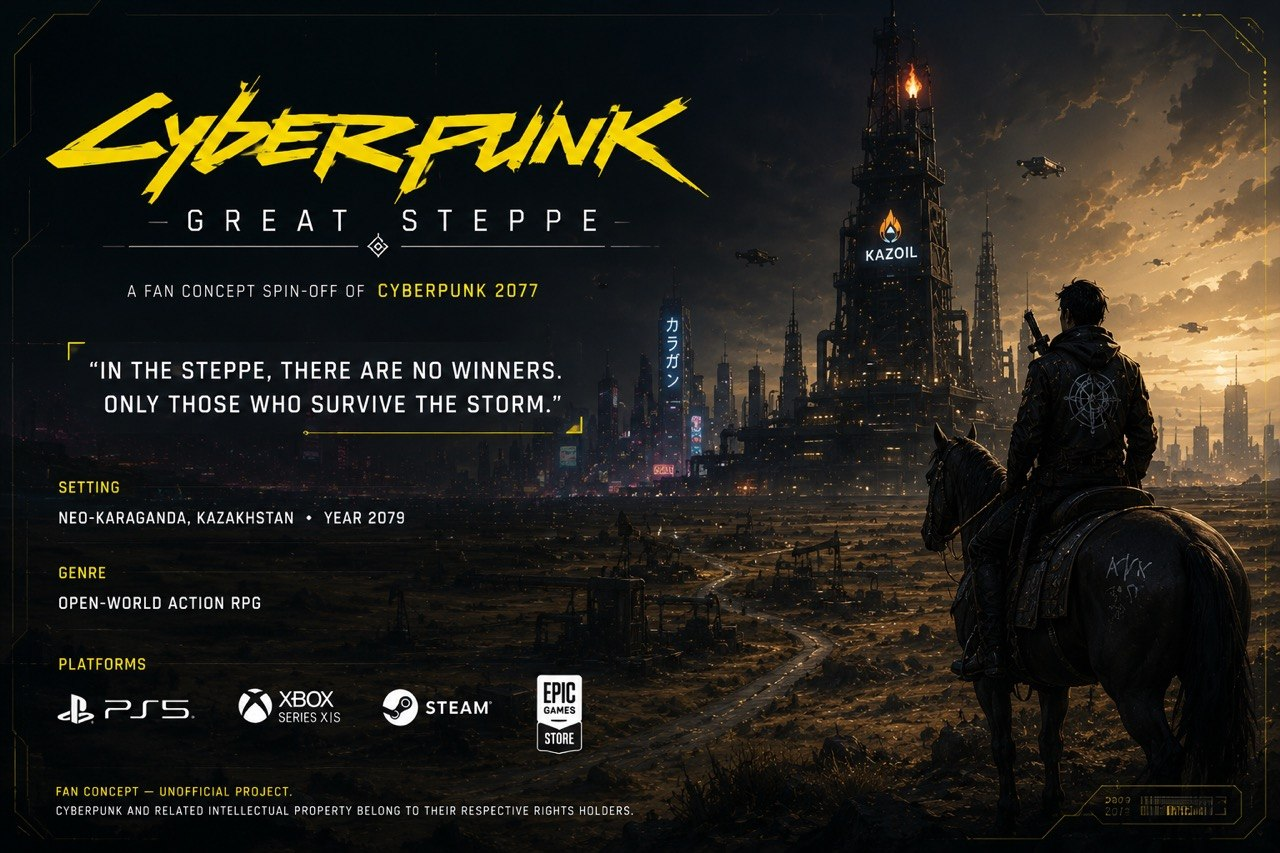 CYBERPUNK
GREAT STEPPE
A FAN CONCEPT SPIN-OFF OF CYBERPUNK 2077
“IN THE STEPPE, THERE ARE NO WINNERS.
ONLY THOSE WHO SURVIVE THE STORM.”
SETTING
NEO-KARAGANDA, KAZAKHSTAN • YEAR 2079
GENRE
OPEN-WORLD ACTION RPG
PLATFORMS
PS5
XBOX
SERIES X|S
STEAM
EPIC
GAMES
STORE
FAN CONCEPT — UNOFFICIAL PROJECT.
CYBERPUNK AND RELATED INTELLECTUAL PROPERTY BELONG TO THEIR RESPECTIVE RIGHTS HOLDERS.
KAZOIL
カラガン